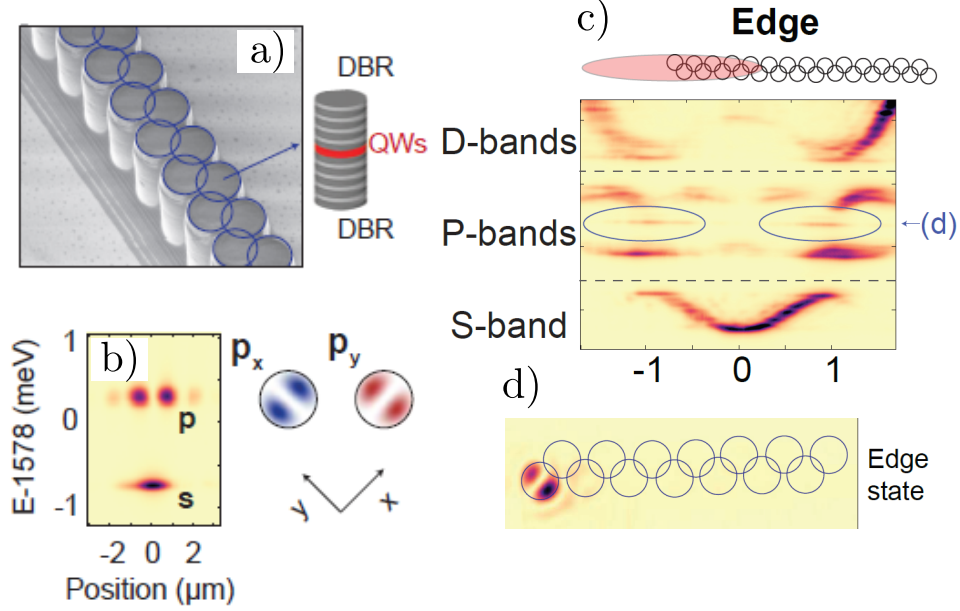 a)
DBR
QWs
DBR
b)
E-1578 (meV)
1
0
-1
p
s
-2 0 2
Position (µm)
px py
y x
c)
Edge
D-bands
P-bands
(d)
S-band
-1 0 1
d)
Edge
state